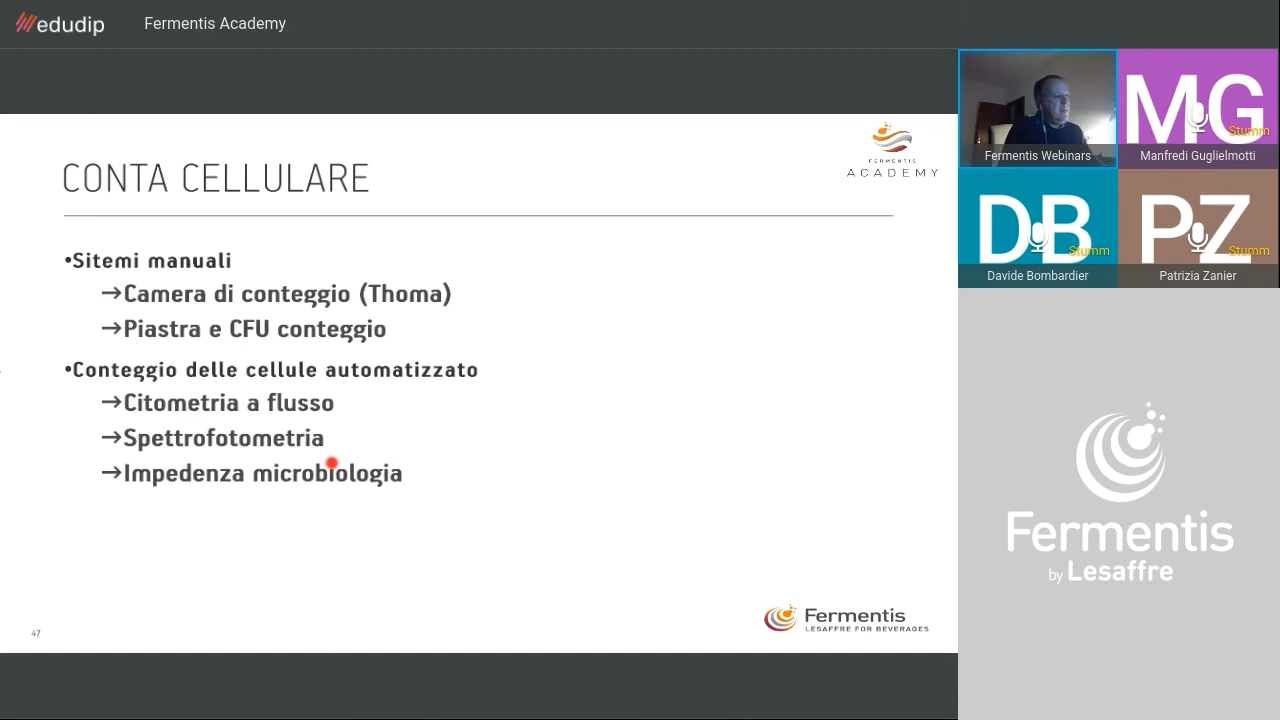 edudip
Fermentis Academy
FERMENTIS
ACADEMY
CONTA CELLULARE
•Sitemi manuali
→Camera di conteggio (Thoma)
→Piastra e CFU conteggio
•Conteggio delle cellule automatizzato
→Citometria a flusso
→Spettrofotometria
→Impedenza microbiologia
47
Fermentis
LESAFFRE FOR BEVERAGES
Fermentis Webinars
MG
Stumm
Manfredi Guglielmotti
DB
Stumm
Davide Bombardier
PZ
Stumm
Patrizia Zanier
Fermentis
by Lesaffre